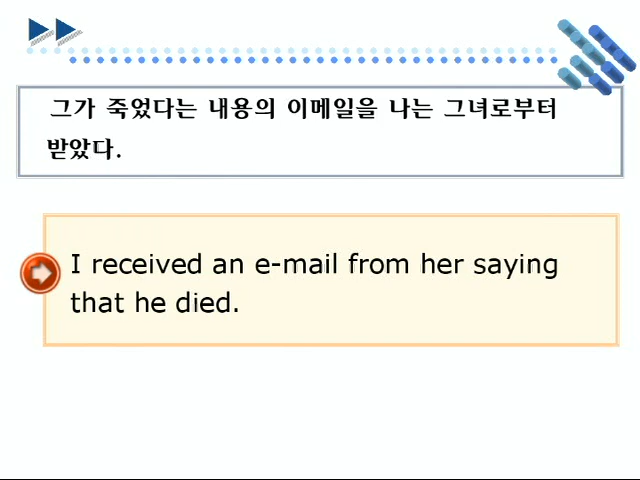 그가 죽었다는 내용의 이메일을 나는 그녀로부터
받았다.
I received an e-mail from her saying
that he died.